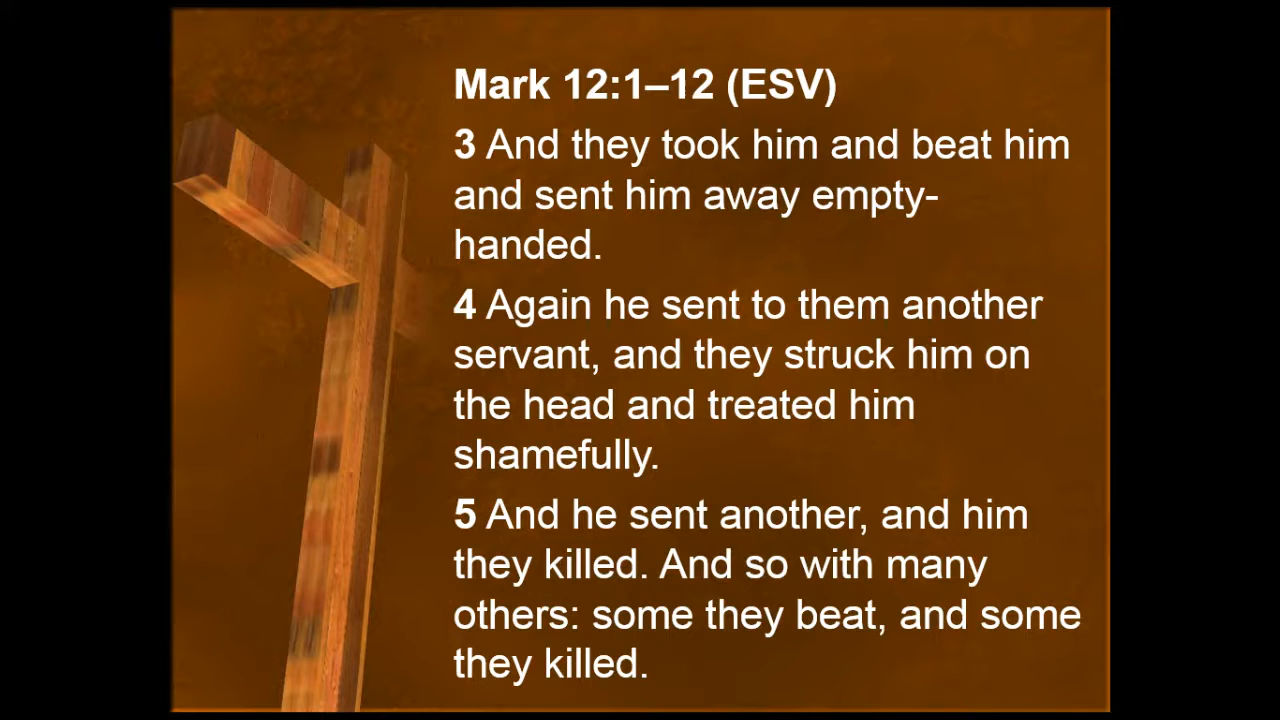 Mark 12:1–12 (ESV)
3 And they took him and beat him
and sent him away empty-
handed.
4 Again he sent to them another
servant, and they struck him on
the head and treated him
shamefully.
5 And he sent another, and him
they killed. And so with many
others: some they beat, and some
they killed.